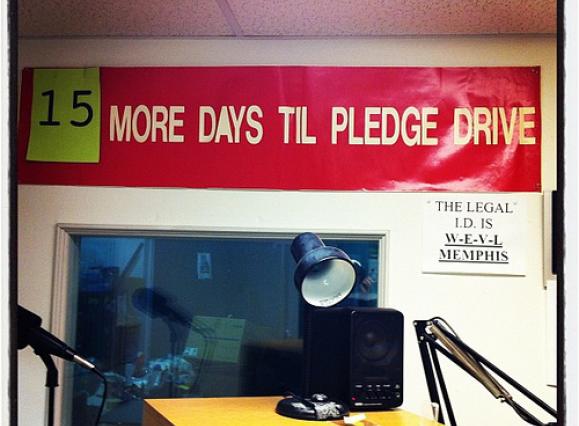 15 MORE DAYS TIL PLEDGE DRIVE
"THE LEGAL"
I.D. IS
W-E-V-L
MEMPHIS